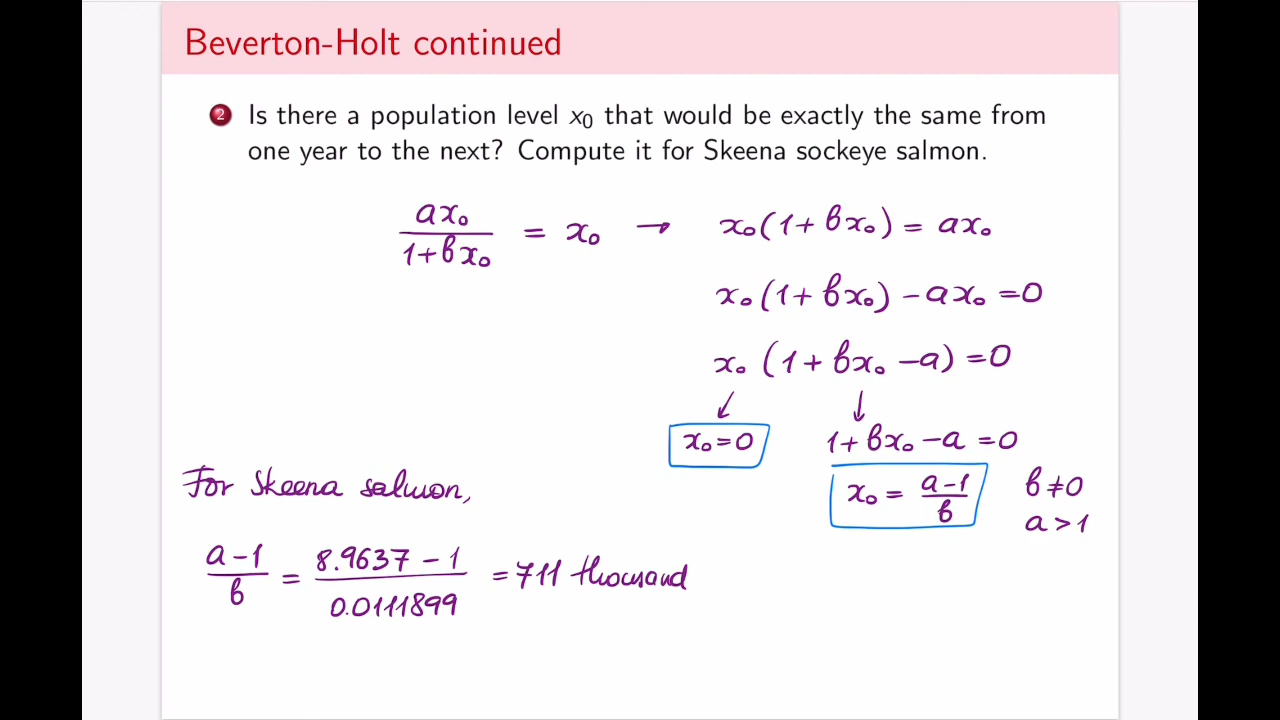 Beverton-Holt continued
2 Is there a population level x₀ that would be exactly the same from
one year to the next? Compute it for Skeena sockeye salmon.
ax₀ / 1+bx₀ = x₀ → x₀(1+bx₀) = ax₀
x₀(1+bx₀) – ax₀ = 0
x₀ (1+bx₀ – a) = 0
↙ ↓
x₀ = 0 1+bx₀ – a = 0
For Skeena salmon,
x₀ = a–1 / b b ≠ 0
a > 1
a–1 / b = 8.9637 – 1 / 0.0111899 = 711 thousand